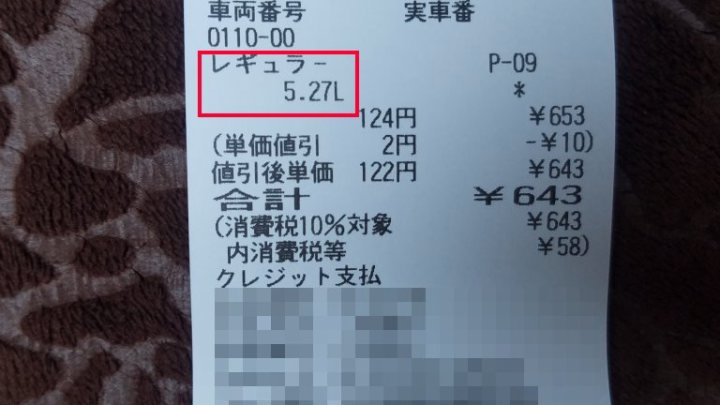 車両番号 実車番
0110-00
レギュラー P-09
5.27L *
124円 ¥653
(単価値引 2円 -¥10)
値引後単価 122円 ¥643
合計 ¥643
(消費税10%対象 ¥643
内消費税等 ¥58)
クレジット支払